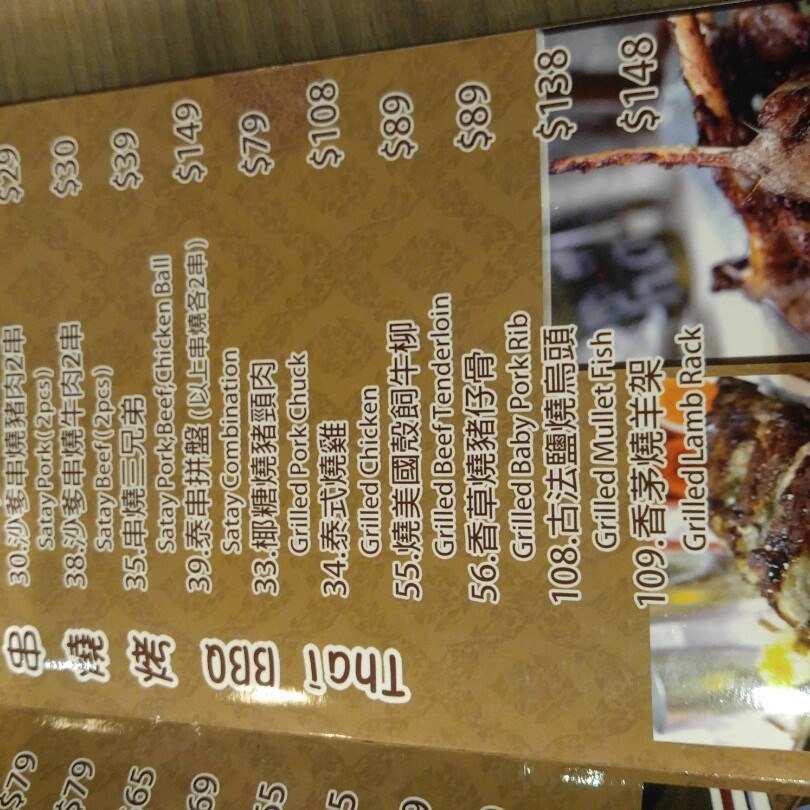 串
燒
烤
BBQ
Thai
30.沙爹串燒豬肉2串 $29
Satay Pork (2pcs)
38.沙爹串燒牛肉2串 $30
Satay Beef (2pcs)
35.串燒三兄弟 $39
Satay Pork,Beef,Chicken Ball
39.泰串拼盤 (以上串燒各2串) $149
Satay Combination
33.椰糖燒豬頸肉 $79
Grilled Pork Chuck
34.泰式燒雞 $108
Grilled Chicken
55.燒美國殼飼牛柳 $89
Grilled Beef Tenderloin
56.香草燒豬仔骨 $89
Grilled Baby Pork Rib
108.古法鹽燒烏頭 $138
Grilled Mullet Fish
109.香茅燒羊架 $148
Grilled Lamb Rack
$79
$79